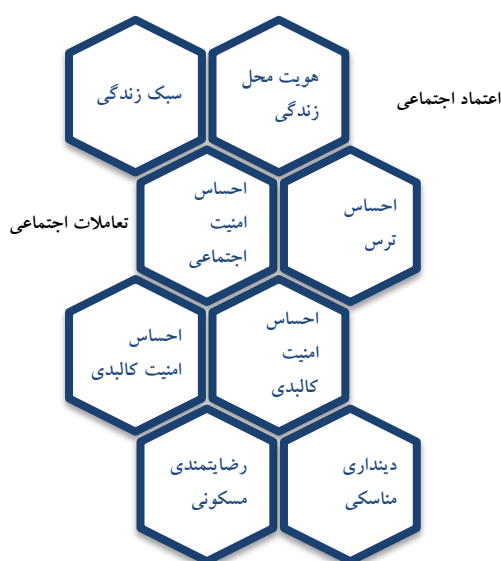 هویت محل
زندگی
سبک زندگی
اعتماد اجتماعی
احساس
ترس
احساس
امنیت
اجتماعی
تعاملات اجتماعی
احساس
امنیت
کالبدی
احساس
امنیت کالبدی
دینداری
مناسکی
رضایتمندی
مسکونی